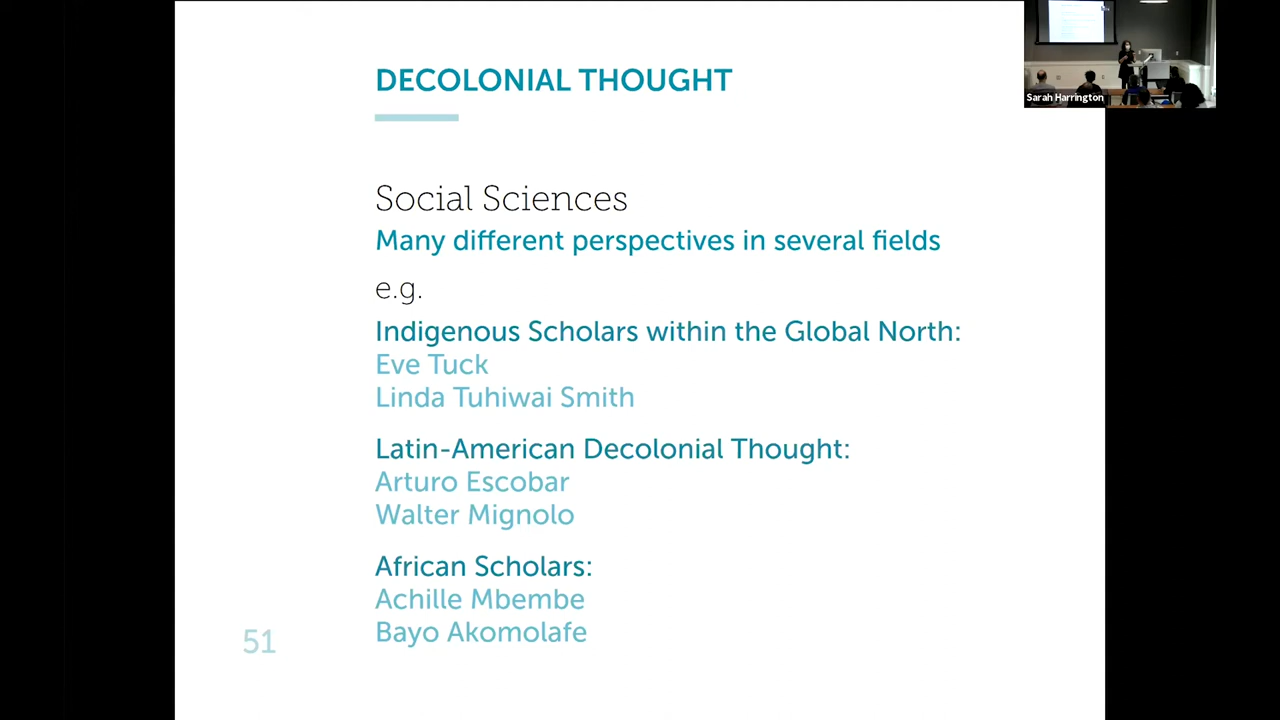 DECOLONIAL THOUGHT
Sarah Harrington
Social Sciences
Many different perspectives in several fields
e.g.
Indigenous Scholars within the Global North:
Eve Tuck
Linda Tuhiwai Smith
Latin-American Decolonial Thought:
Arturo Escobar
Walter Mignolo
African Scholars:
Achille Mbembe
Bayo Akomolafe
51